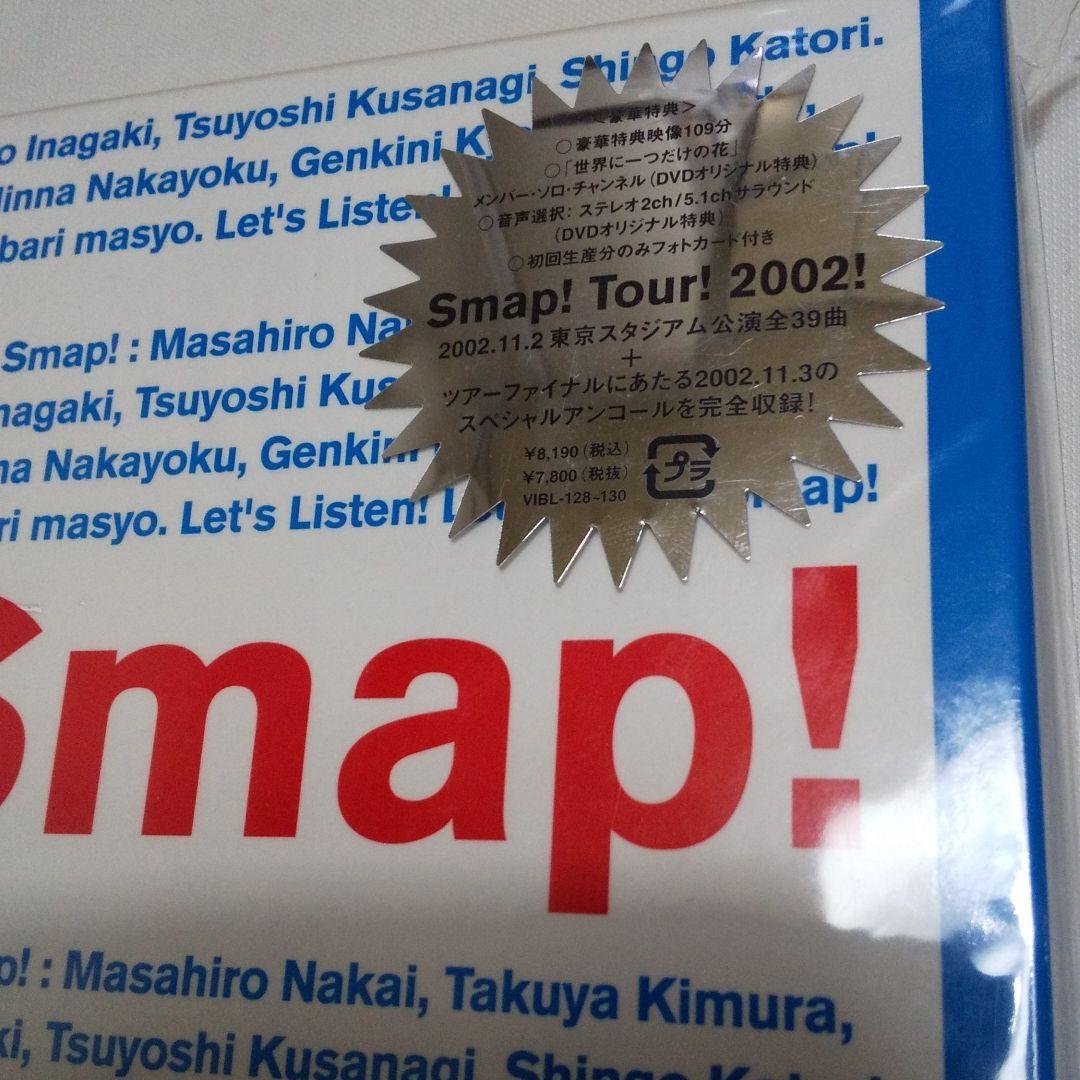 o Inagaki, Tsuyoshi Kusanagi, Shingo Katori.
inna Nakayoku, Genkini
bari masyo. Let's Listen!
Smap! : Masahiro Na
nagaki, Tsuyoshi Kus
na Nakayoku, Genkini
ri masyo. Let's Listen! ap!
<豪華特典>
○豪華特典映像109分
○「世界に一つだけの花」
メンバー・ソロ・チャンネル(DVDオリジナル特典)
○音声選択: ステレオ2ch/5.1chサラウンド
(DVDオリジナル特典)
○初回生産分のみフォトカード付き
Smap! Tour! 2002!
2002.11.2 東京スタジアム公演全39曲
+
ツアーファイナルにあたる2002.11.3の
スペシャルアンコールを完全収録!
¥8,190(税込)
¥7,800(税抜)
VIBL-128~130
プラ
Smap!
p! : Masahiro Nakai, Takuya Kimura,
ki, Tsuyoshi Kusanagi, Shingo